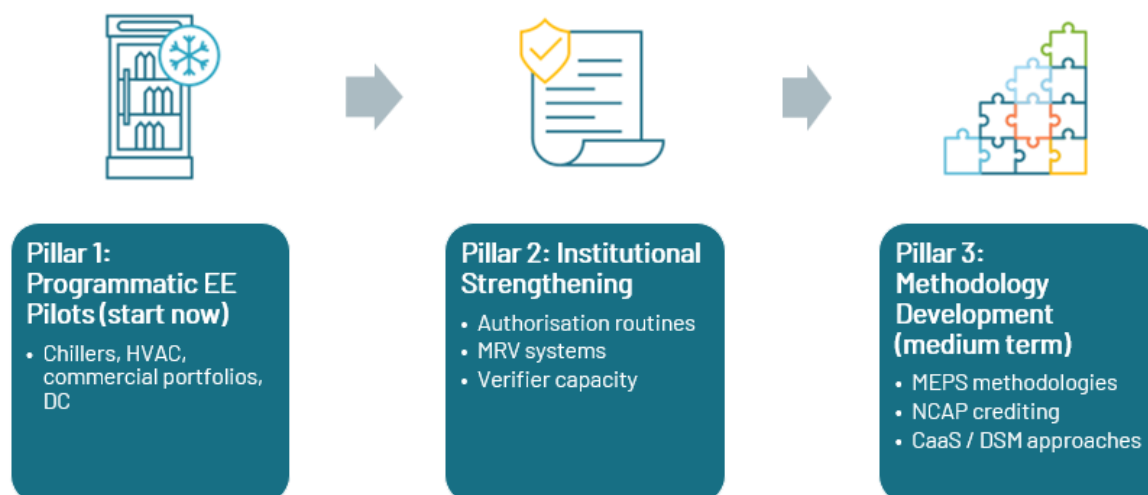 Pillar 1:
Programmatic EE
Pilots (start now)
• Chillers, HVAC,
commercial portfolios,
DC
Pillar 2: Institutional
Strengthening
• Authorisation routines
• MRV systems
• Verifier capacity
Pillar 3:
Methodology
Development
(medium term)
• MEPS methodologies
• NCAP crediting
• CaaS / DSM approaches